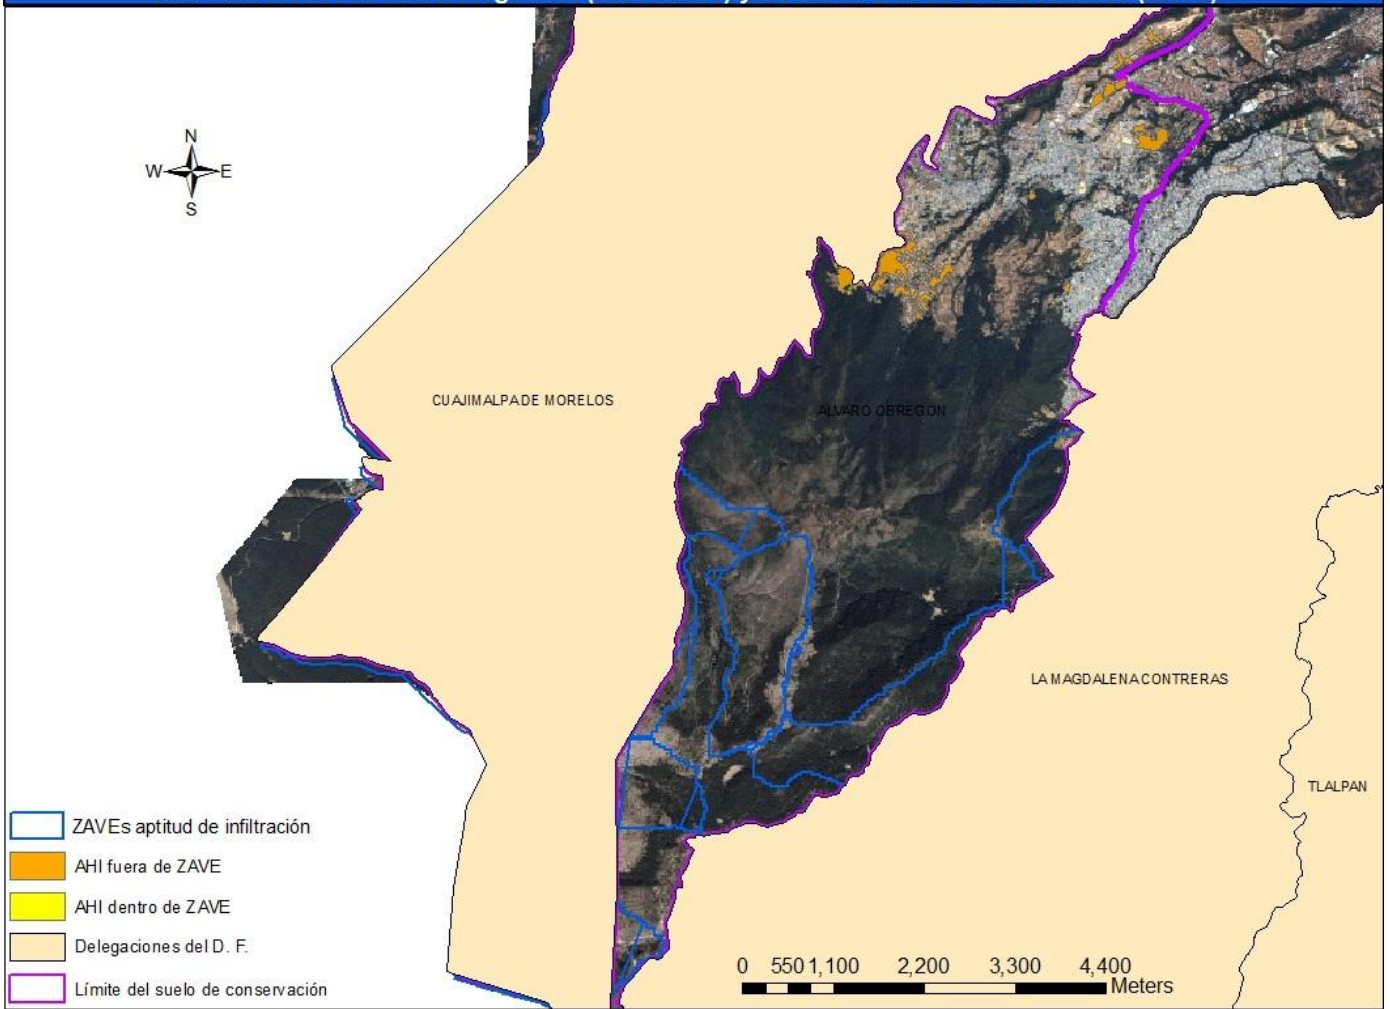 N
W E
S
CUAJIMALPA DE MORELOS
ALVARO OBREGON
LA MAGDALENA CONTRERAS
TLALPAN
ZAVEs aptitud de infiltración
AHI fuera de ZAVE
AHI dentro de ZAVE
Delegaciones del D. F.
Límite del suelo de conservación
0 550 1,100 2,200 3,300 4,400
Meters